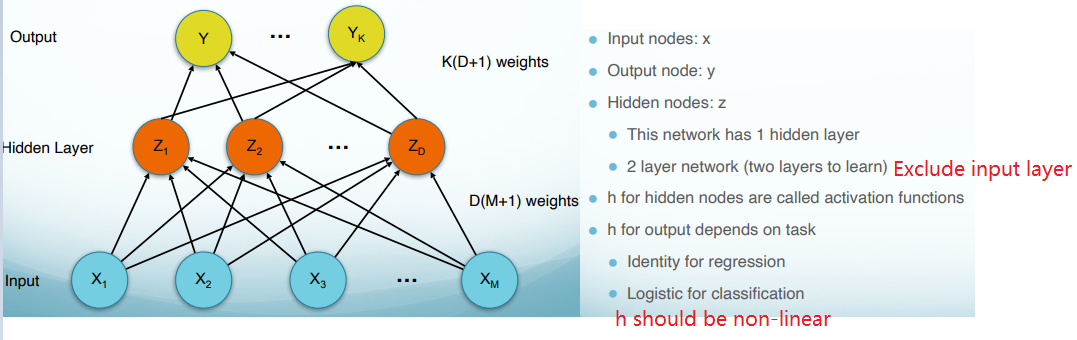 Output
Y
...
Y_K
K(D+1) weights
Hidden Layer
Z_1
Z_2
...
Z_D
D(M+1) weights
Input
X_1
X_2
X_3
...
X_M
Input nodes: x
Output node: y
Hidden nodes: z
This network has 1 hidden layer
2 layer network (two layers to learn) Exclude input layer
h for hidden nodes are called activation functions
h for output depends on task
Identity for regression
Logistic for classification
h should be non-linear